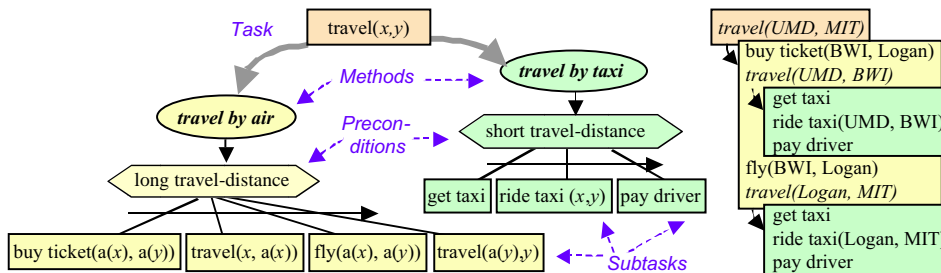 Task
travel(x,y)
Methods
travel by taxi
travel by air
Precon-
ditions
short travel-distance
long travel-distance
get taxi
ride taxi (x,y)
pay driver
buy ticket(a(x), a(y))
travel(x, a(x))
fly(a(x), a(y))
travel(a(y),y)
Subtasks
travel(UMD, MIT)
buy ticket(BWI, Logan)
travel(UMD, BWI)
get taxi
ride taxi(UMD, BWI)
pay driver
fly(BWI, Logan)
travel(Logan, MIT)
get taxi
ride taxi(Logan, MIT)
pay driver